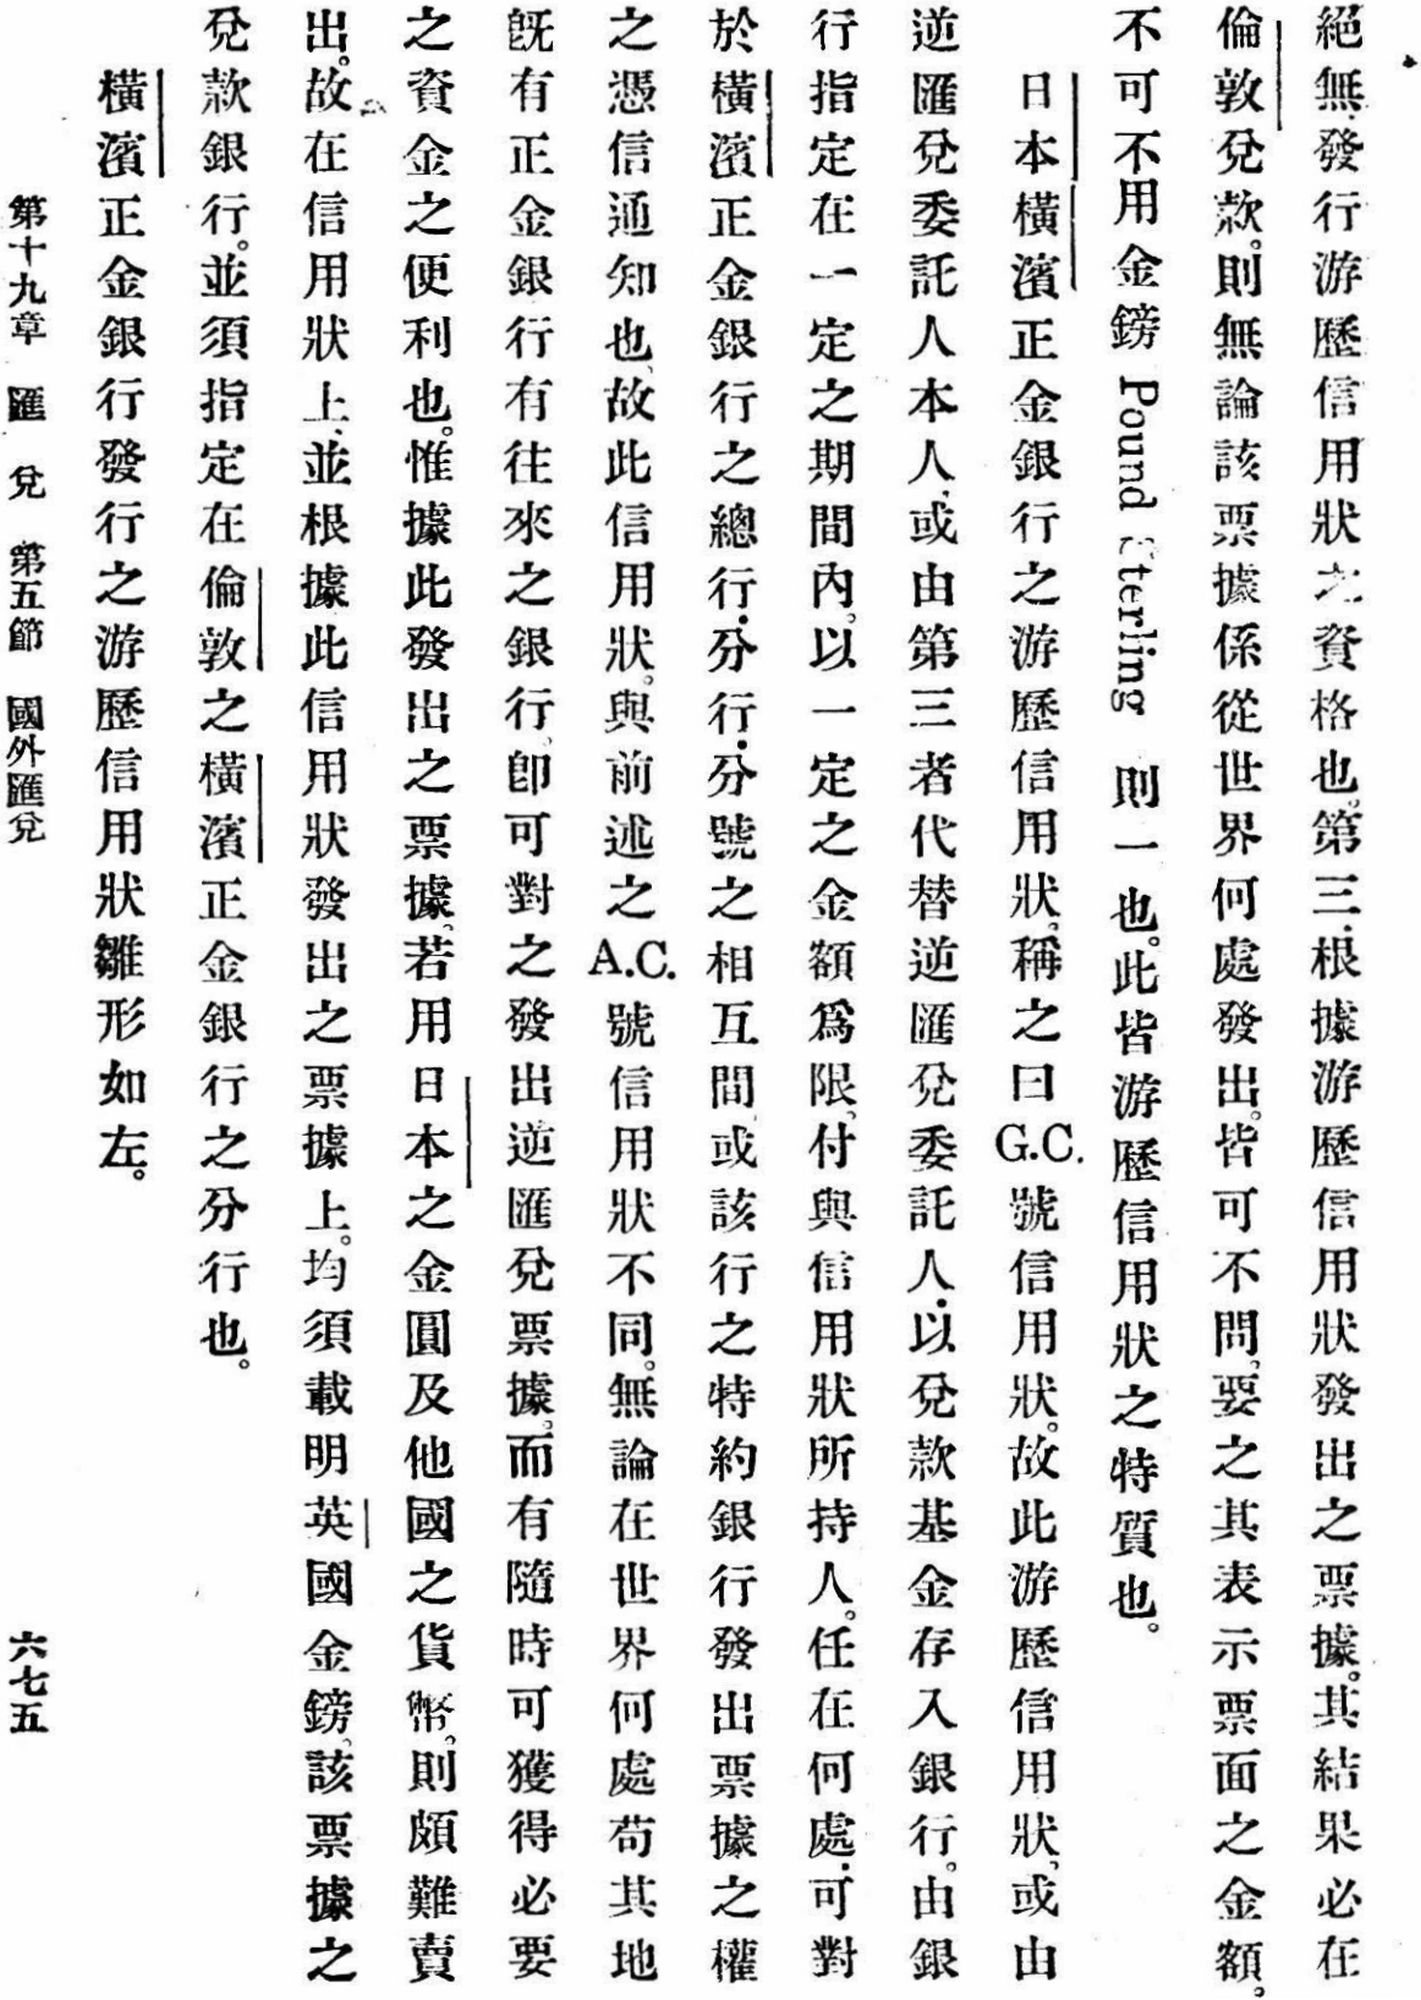 絕無發行游歷信用狀之資格也。第三、根據游歷信用狀發出之票據。其結果必在
倫敦兌款。則無論該票據係從世界何處發出。皆可不問。要之其表示票面之金額。
不可不用金鎊 Pound Sterling 則一也。此皆游歷信用狀之特質也。
日本橫濱正金銀行之游歷信用狀。稱之曰G.C.號信用狀。故此游歷信用狀、或由
逆匯兌委託人本人、或由第三者代替逆匯兌委託人、以兌款基金存入銀行。由銀
行指定在一定之期間內。以一定之金額爲限。付與信用狀所持人。任在何處、可對
於橫濱正金銀行之總行、分行、分號之相互間、或該行之特約銀行發出票據之權
之憑信通知也、故此信用狀。與前述之A.C.號信用狀不同。無論在世界何處苟其地
旣有正金銀行有往來之銀行、卽可對之發出逆匯兌票據。而有隨時可獲得必要
之資金之便利也。惟據此發出之票據。若用日本之金圓及他國之貨幣。則頗難賣
出。故在信用狀上、並根據此信用狀發出之票據上。均須載明英國金鎊。該票據之
兌款銀行。並須指定在倫敦之橫濱正金銀行之分行也。
橫濱正金銀行發行之游歷信用狀雛形如左。
第十九章 匯兌 第五節 國外匯兌
六七五